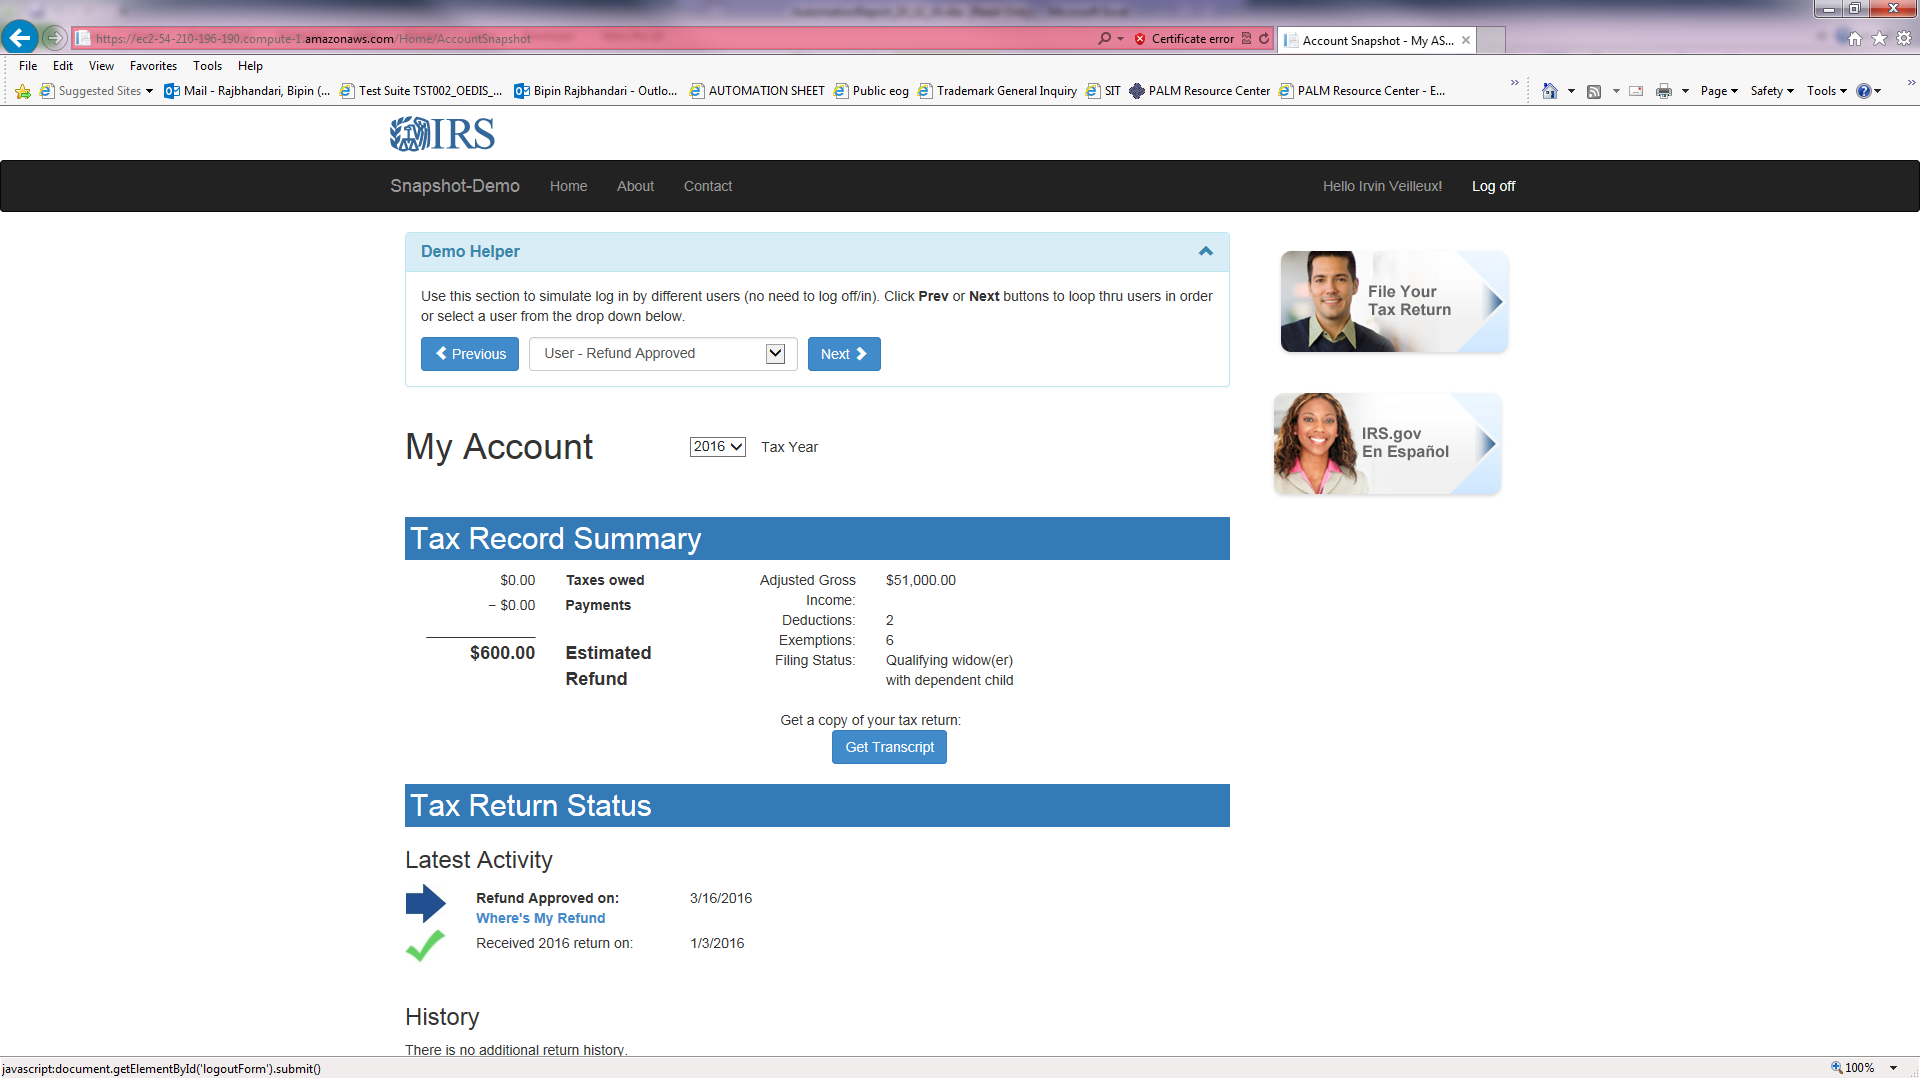 https://ec2-54-210-196-190.compute-1.amazonaws.com/Home/AccountSnapshot
Certificate error
Account Snapshot - My AS...
File Edit View Favorites Tools Help
Suggested Sites
Mail - Rajbhandari, Bipin (...
Test Suite TST002_OEDIS_...
Bipin Rajbhandari - Outlo...
AUTOMATION SHEET
Public eog
Trademark General Inquiry
SIT
PALM Resource Center
PALM Resource Center - E...
Page Safety Tools
IRS
Snapshot-Demo Home About Contact Hello Irvin Veilleux! Log off
Demo Helper
Use this section to simulate log in by different users (no need to log off/in). Click Prev or Next buttons to loop thru users in order
or select a user from the drop down below.
Previous User - Refund Approved Next
File Your
Tax Return
IRS.gov
En Español
My Account 2016 Tax Year
Tax Record Summary
$0.00 Taxes owed
− $0.00 Payments
$600.00 Estimated
Refund
Adjusted Gross $51,000.00
Income:
Deductions: 2
Exemptions: 6
Filing Status: Qualifying widow(er)
with dependent child
Get a copy of your tax return:
Get Transcript
Tax Return Status
Latest Activity
Refund Approved on: 3/16/2016
Where's My Refund
Received 2016 return on: 1/3/2016
History
There is no additional return history.
javascript:document.getElementById('logoutForm').submit()
100%